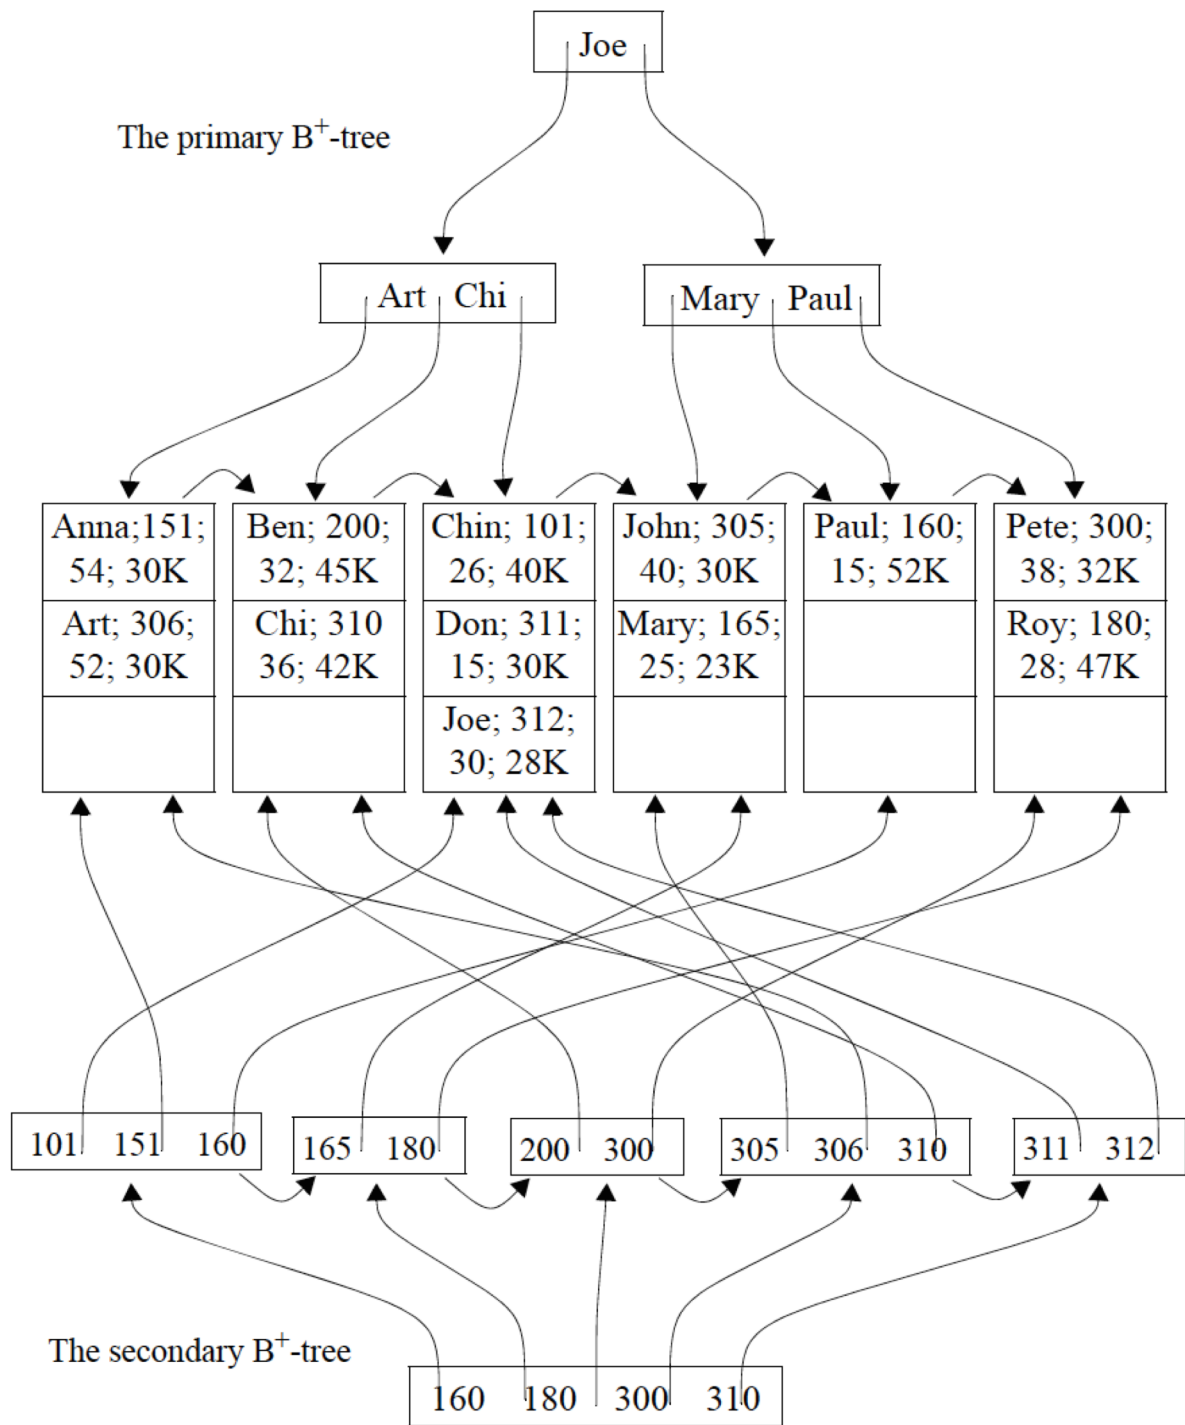 Joe
The primary B+-tree
Art Chi
Mary Paul
Anna;151;
54; 30K
Art; 306;
52; 30K
Ben; 200;
32; 45K
Chi; 310
36; 42K
Chin; 101;
26; 40K
Don; 311;
15; 30K
Joe; 312;
30; 28K
John; 305;
40; 30K
Mary; 165;
25; 23K
Paul; 160;
15; 52K
Pete; 300;
38; 32K
Roy; 180;
28; 47K
101 151 160
165 180
200 300
305 306 310
311 312
The secondary B+-tree
160 180 300 310